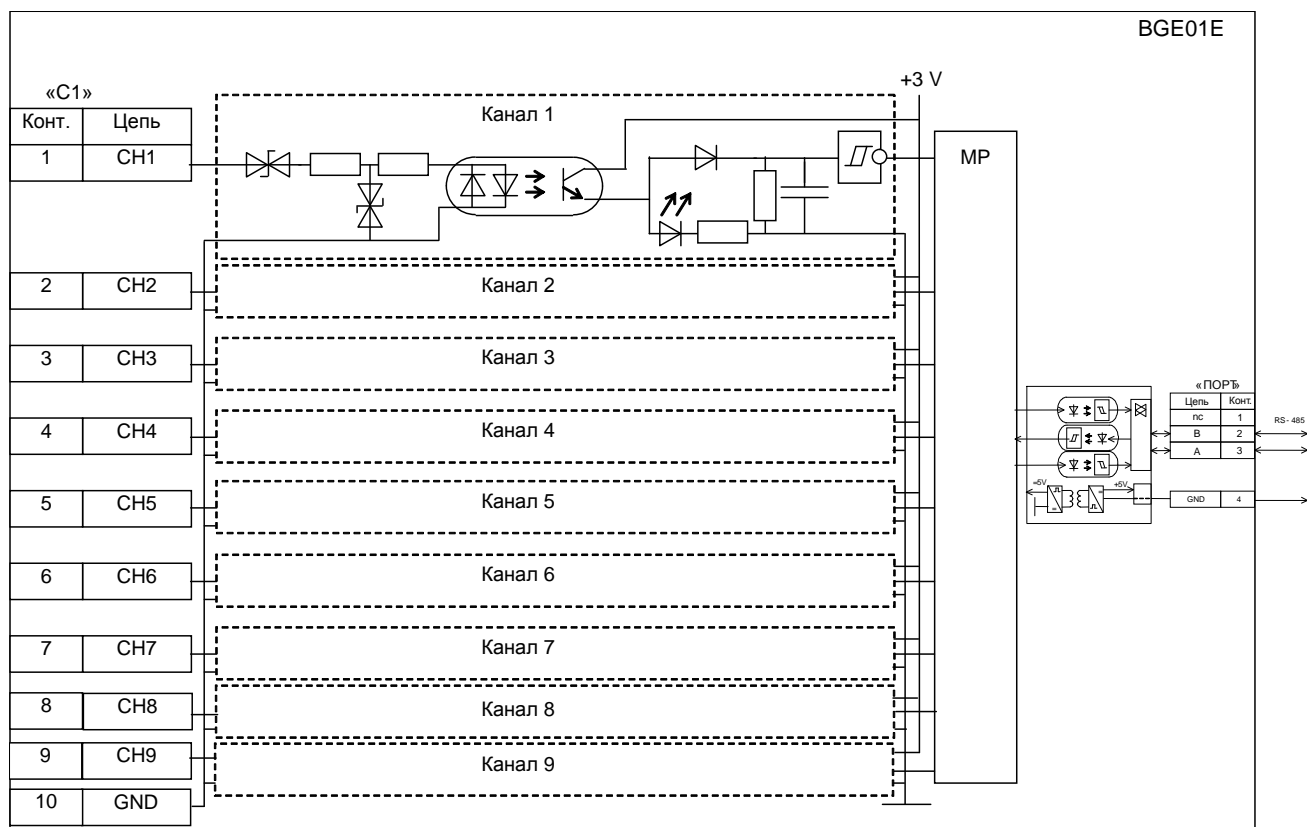 BGE01E
+3 V
«C1»
Конт. Цепь
1 CH1
Канал 1
MP
2 CH2
Канал 2
3 CH3
Канал 3
4 CH4
Канал 4
5 CH5
Канал 5
6 CH6
Канал 6
7 CH7
Канал 7
8 CH8
Канал 8
9 CH9
Канал 9
10 GND
«ПОРТ»
Цепь Конт.
nc 1
B 2
A 3
RS-485
=5V
+5V
GND 4